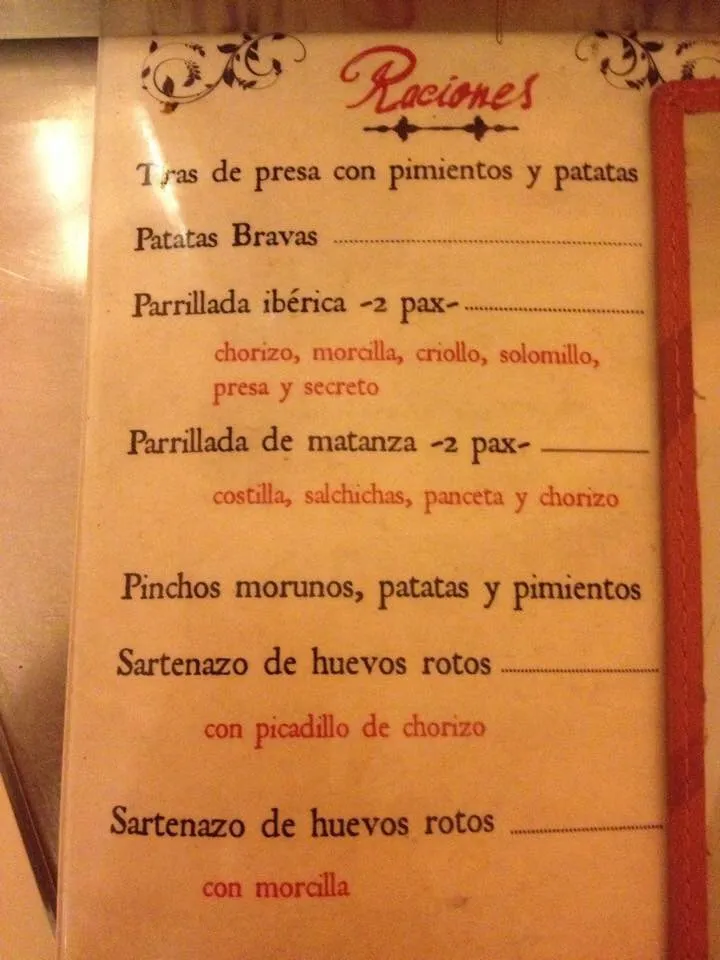 Raciones
Tiras de presa con pimientos y patatas
Patatas Bravas
Parrillada ibérica -2 pax-
chorizo, morcilla, criollo, solomillo,
presa y secreto
Parrillada de matanza -2 pax-
costilla, salchichas, panceta y chorizo
Pinchos morunos, patatas y pimientos
Sartenazo de huevos rotos
con picadillo de chorizo
Sartenazo de huevos rotos
con morcilla